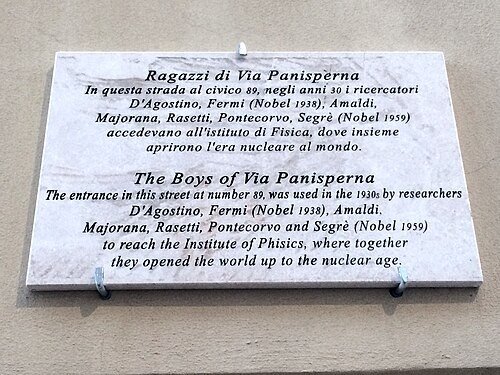 Ragazzi di Via Panisperna
In questa strada al civico 89, negli anni 30 i ricercatori
D'Agostino, Fermi (Nobel 1938), Amaldi,
Majorana, Rasetti, Pontecorvo, Segrè (Nobel 1959)
accedevano all'istituto di Fisica, dove insieme
aprirono l'era nucleare al mondo.
The Boys of Via Panisperna
The entrance in this street at number 89, was used in the 1930s by researchers
D'Agostino, Fermi (Nobel 1938), Amaldi,
Majorana, Rasetti, Pontecorvo and Segrè (Nobel 1959)
to reach the Institute of Phisics, where together
they opened the world up to the nuclear age.